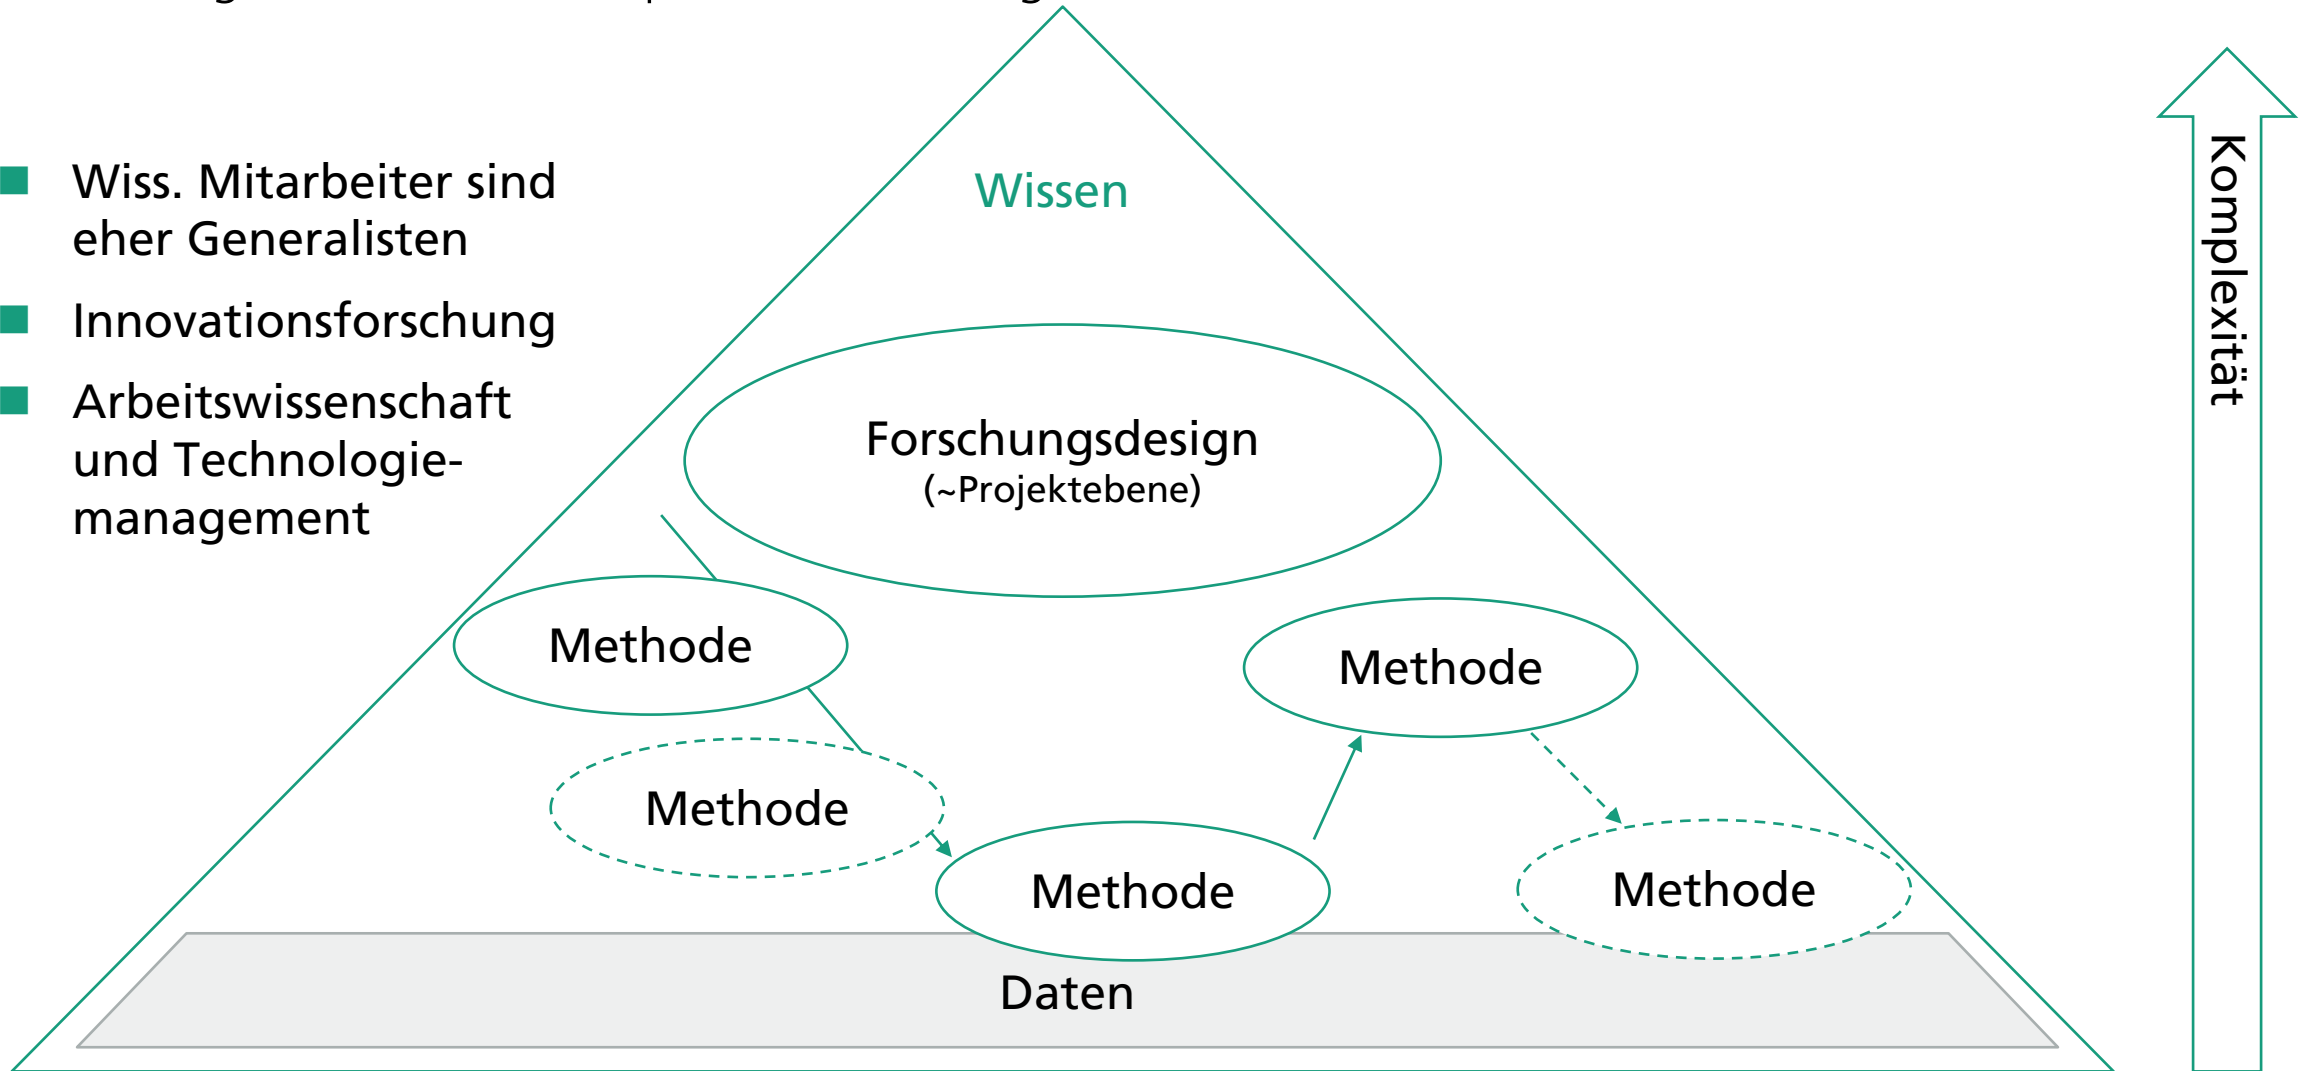 Wiss. Mitarbeiter sind
eher Generalisten
Innovationsforschung
Arbeitswissenschaft
und Technologie-
management
Wissen
Forschungsdesign
(~Projektebene)
Methode
Methode
Methode
Methode
Methode
Daten
Komplexität